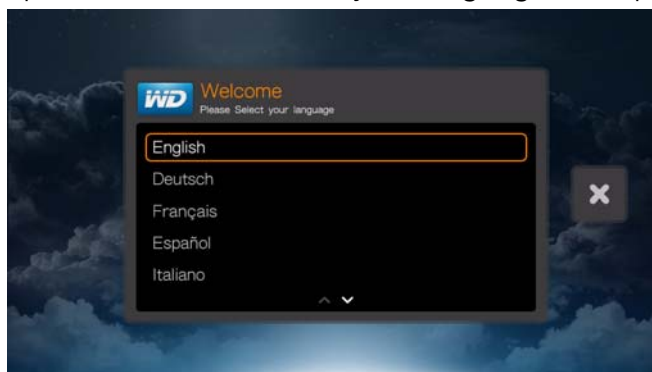 WD
Welcome
Please Select your language
English
Deutsch
Français
Español
Italiano